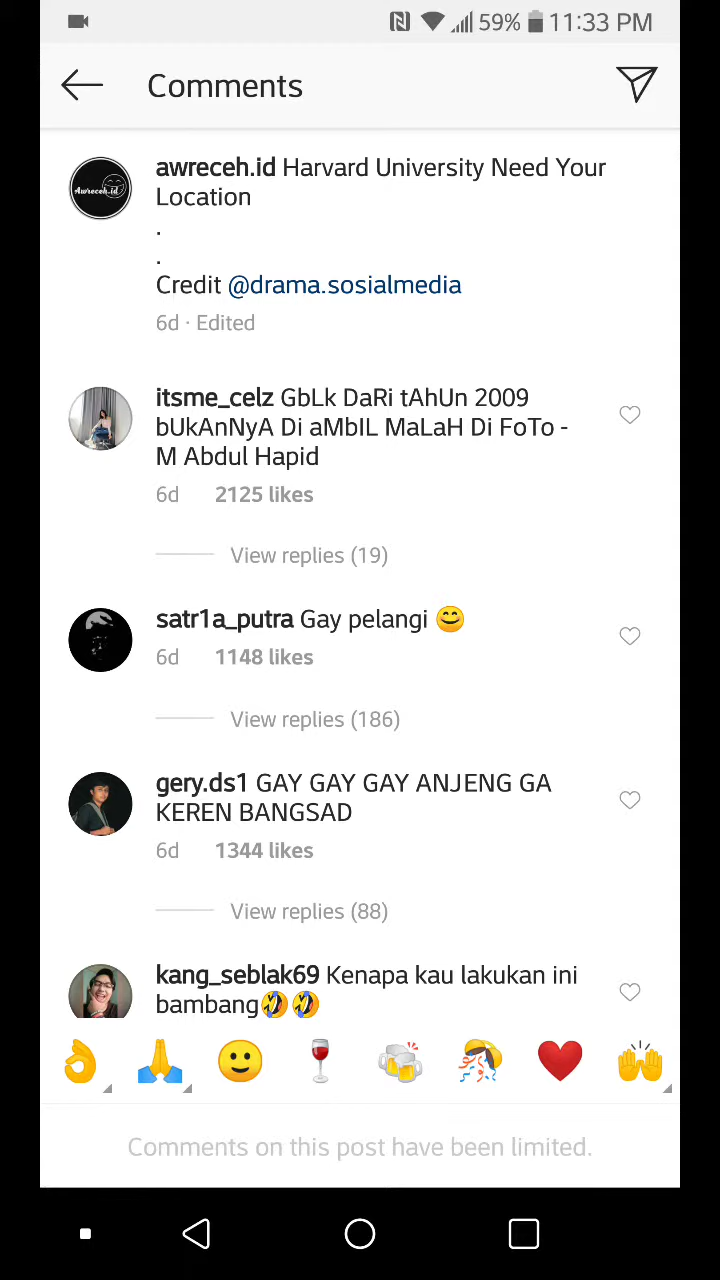 59% 11:33 PM
Comments
awreceh.id Harvard University Need Your
Location
.
.
Credit @drama.sosialmedia
6d · Edited
itsme_celz GbLk DaRi tAhUn 2009
bUkAnNyA Di aMbIL MaLaH Di FoTo -
M Abdul Hapid
6d 2125 likes
View replies (19)
satr1a_putra Gay pelangi 😊
6d 1148 likes
View replies (186)
gery.ds1 GAY GAY GAY ANJENG GA
KEREN BANGSAD
6d 1344 likes
View replies (88)
kang_seblak69 Kenapa kau lakukan ini
bambang🤣🤣
Comments on this post have been limited.